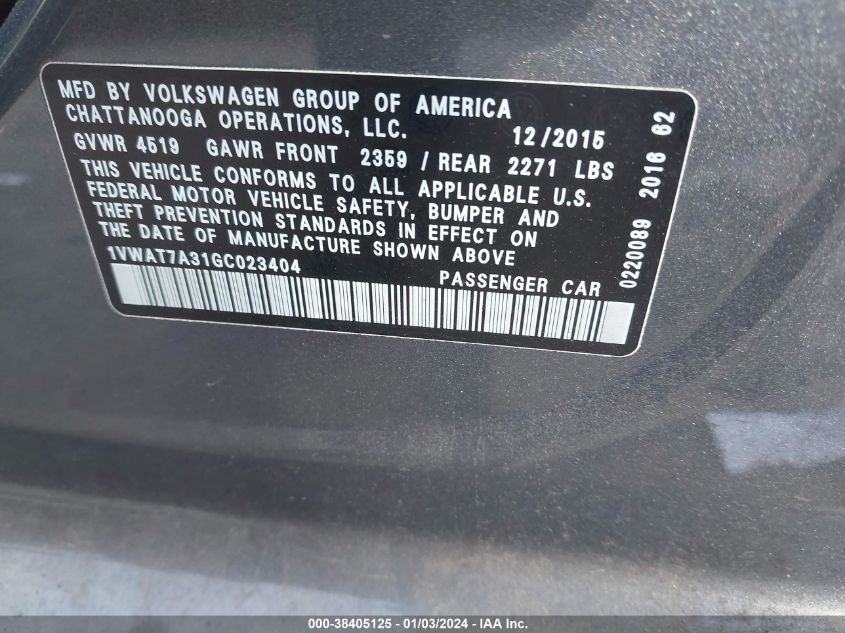 MFD BY VOLKSWAGEN GROUP OF AMERICA
CHATTANOOGA OPERATIONS, LLC.
12/2015
GVWR 4519 GAWR FRONT 2359 / REAR 2271 LBS
THIS VEHICLE CONFORMS TO ALL APPLICABLE U.S.
FEDERAL MOTOR VEHICLE SAFETY, BUMPER AND
THEFT PREVENTION STANDARDS IN EFFECT ON
THE DATE OF MANUFACTURE SHOWN ABOVE
1VWAT7A31GC023404
PASSENGER CAR
0220089 2016 62
000-38405125 - 01/03/2024 - IAA Inc.